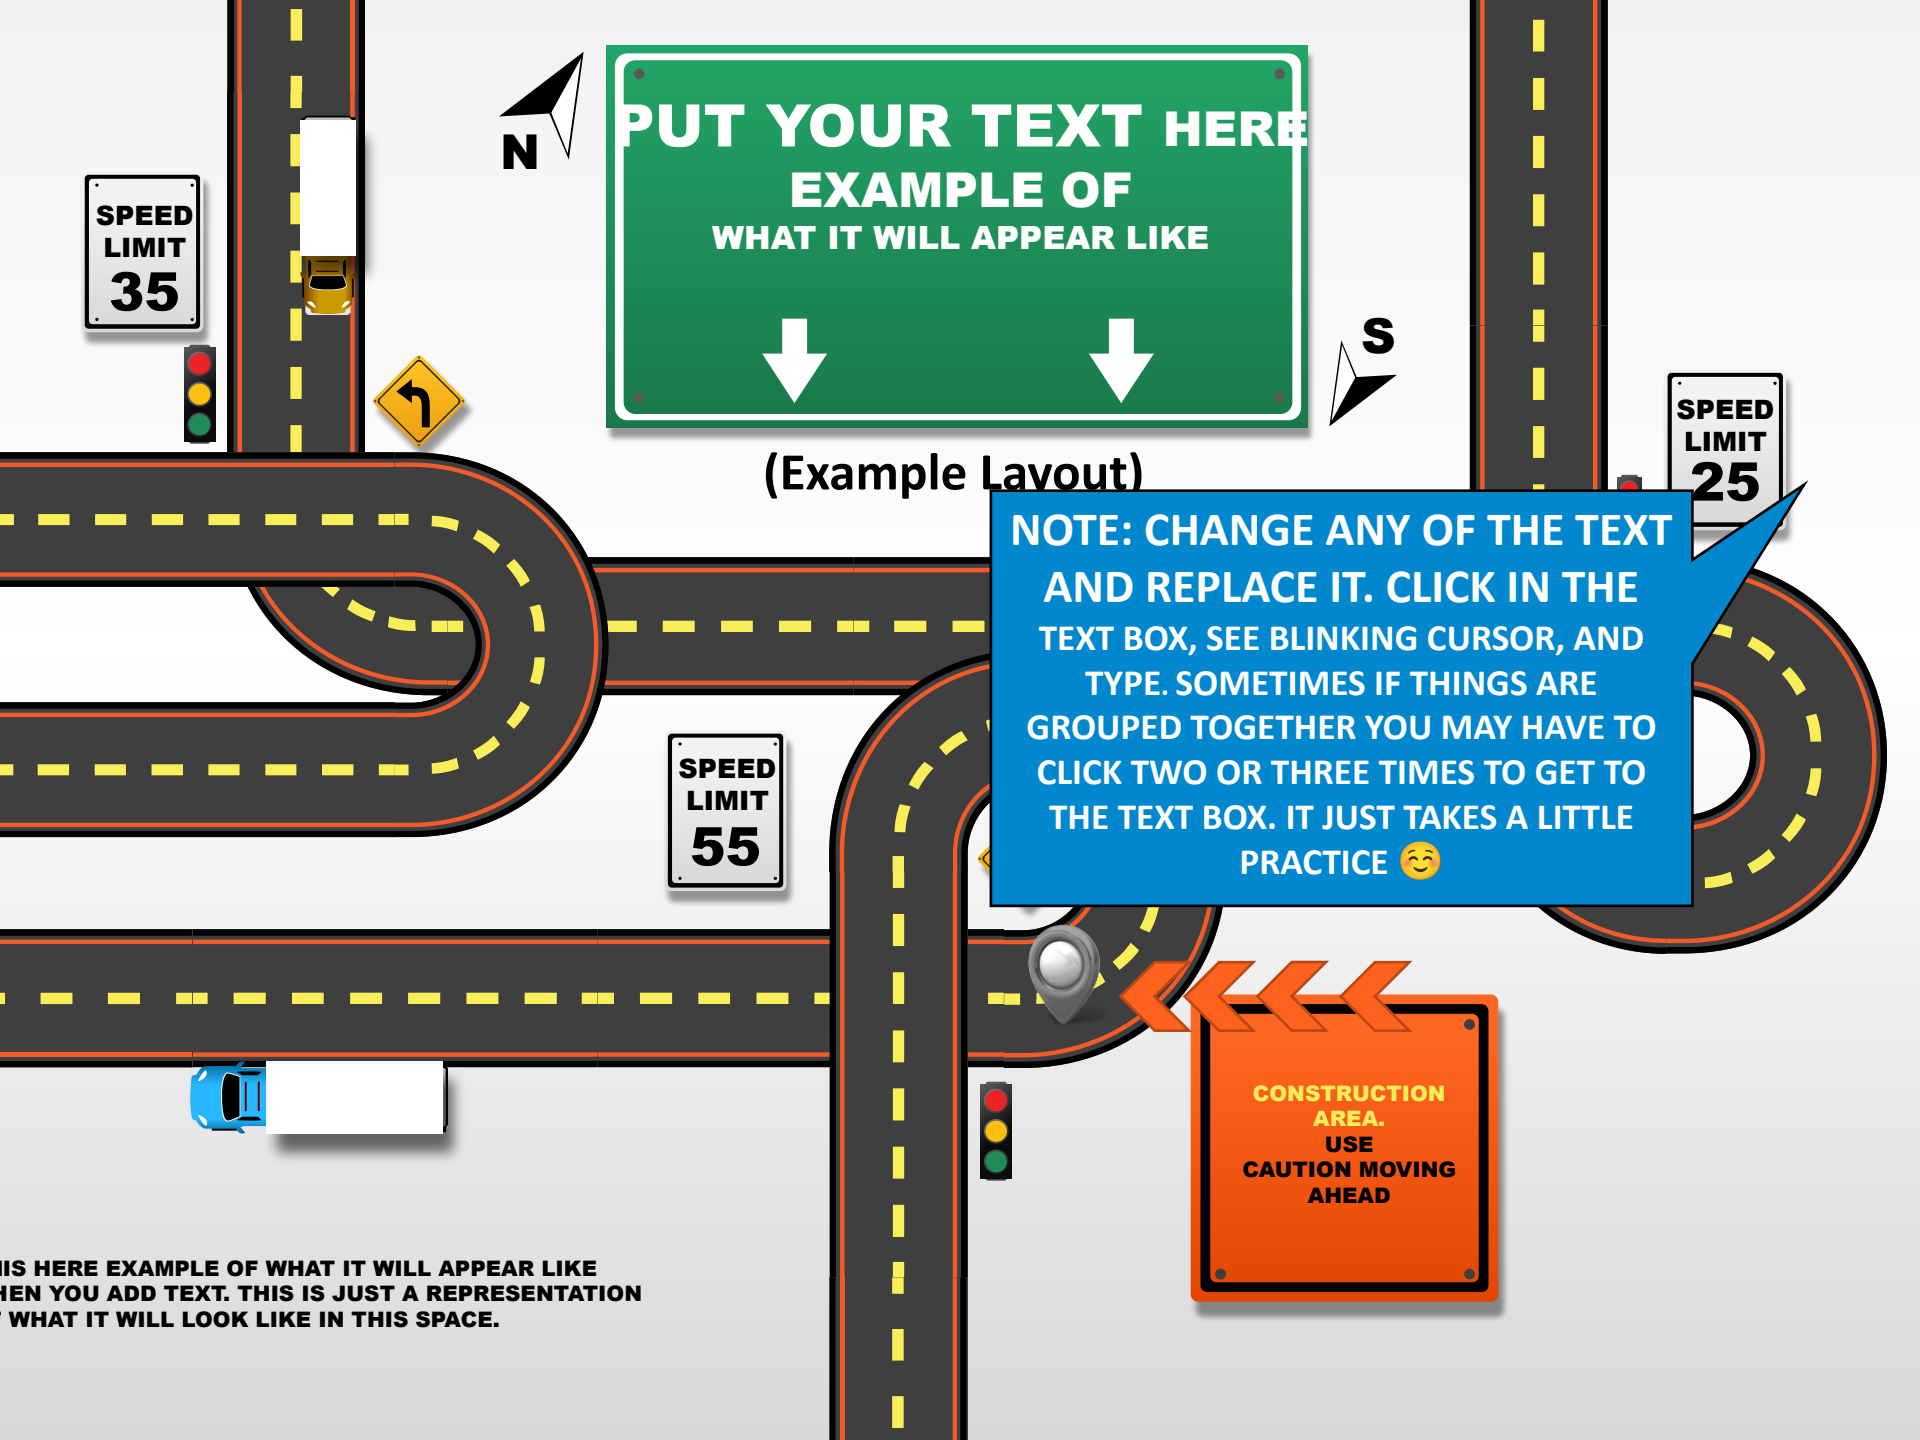 PUT YOUR TEXT HERE
EXAMPLE OF
WHAT IT WILL APPEAR LIKE
N
S
SPEED
LIMIT
35
(Example Layout)
SPEED
LIMIT
25
NOTE: CHANGE ANY OF THE TEXT
AND REPLACE IT. CLICK IN THE
TEXT BOX, SEE BLINKING CURSOR, AND
TYPE. SOMETIMES IF THINGS ARE
GROUPED TOGETHER YOU MAY HAVE TO
CLICK TWO OR THREE TIMES TO GET TO
THE TEXT BOX. IT JUST TAKES A LITTLE
PRACTICE ☺️
SPEED
LIMIT
55
CONSTRUCTION
AREA.
USE
CAUTION MOVING
AHEAD
HERE EXAMPLE OF WHAT IT WILL APPEAR LIKE
YOU ADD TEXT. THIS IS JUST A REPRESENTATION
WHAT IT WILL LOOK LIKE IN THIS SPACE.